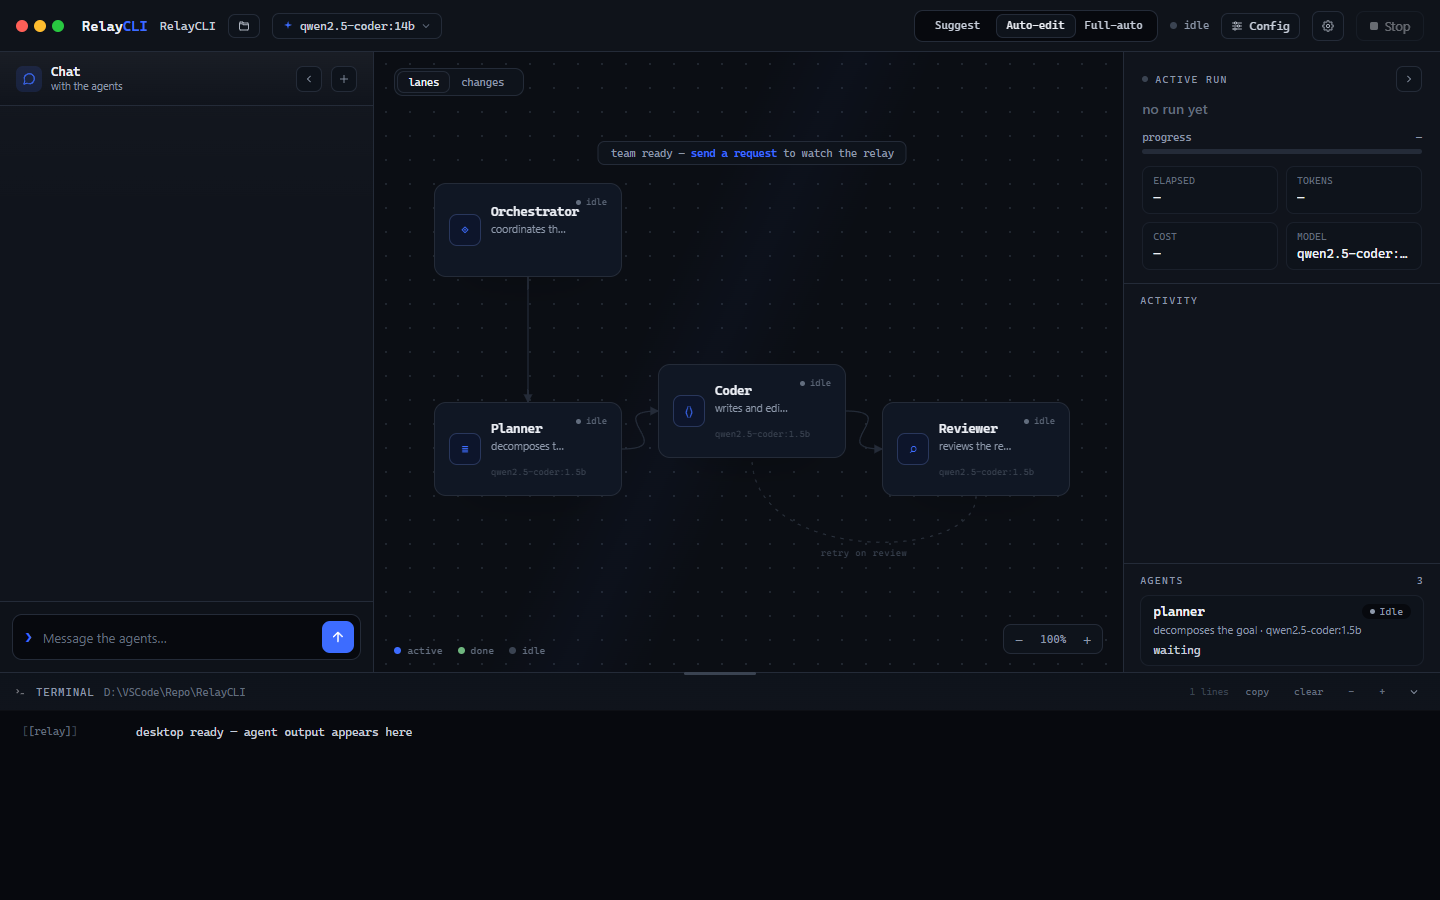 RelayCLI RelayCLI qwen2.5-coder:14b Suggest Auto-edit Full-auto idle Config Stop
Chat
with the agents
Message the agents...
lanes changes
team ready — send a request to watch the relay
Orchestrator idle
coordinates th...
Planner idle
decomposes t...
qwen2.5-coder:1.5b
Coder idle
writes and edi...
qwen2.5-coder:1.5b
Reviewer idle
reviews the re...
qwen2.5-coder:1.5b
retry on review
active done idle
− 100% +
ACTIVE RUN
no run yet
progress —
ELAPSED
—
TOKENS
—
COST
—
MODEL
qwen2.5-coder:...
ACTIVITY
AGENTS 3
planner Idle
decomposes the goal · qwen2.5-coder:1.5b
waiting
TERMINAL D:\VSCode\Repo\RelayCLI 1 lines copy clear − +
[[relay]] desktop ready — agent output appears here